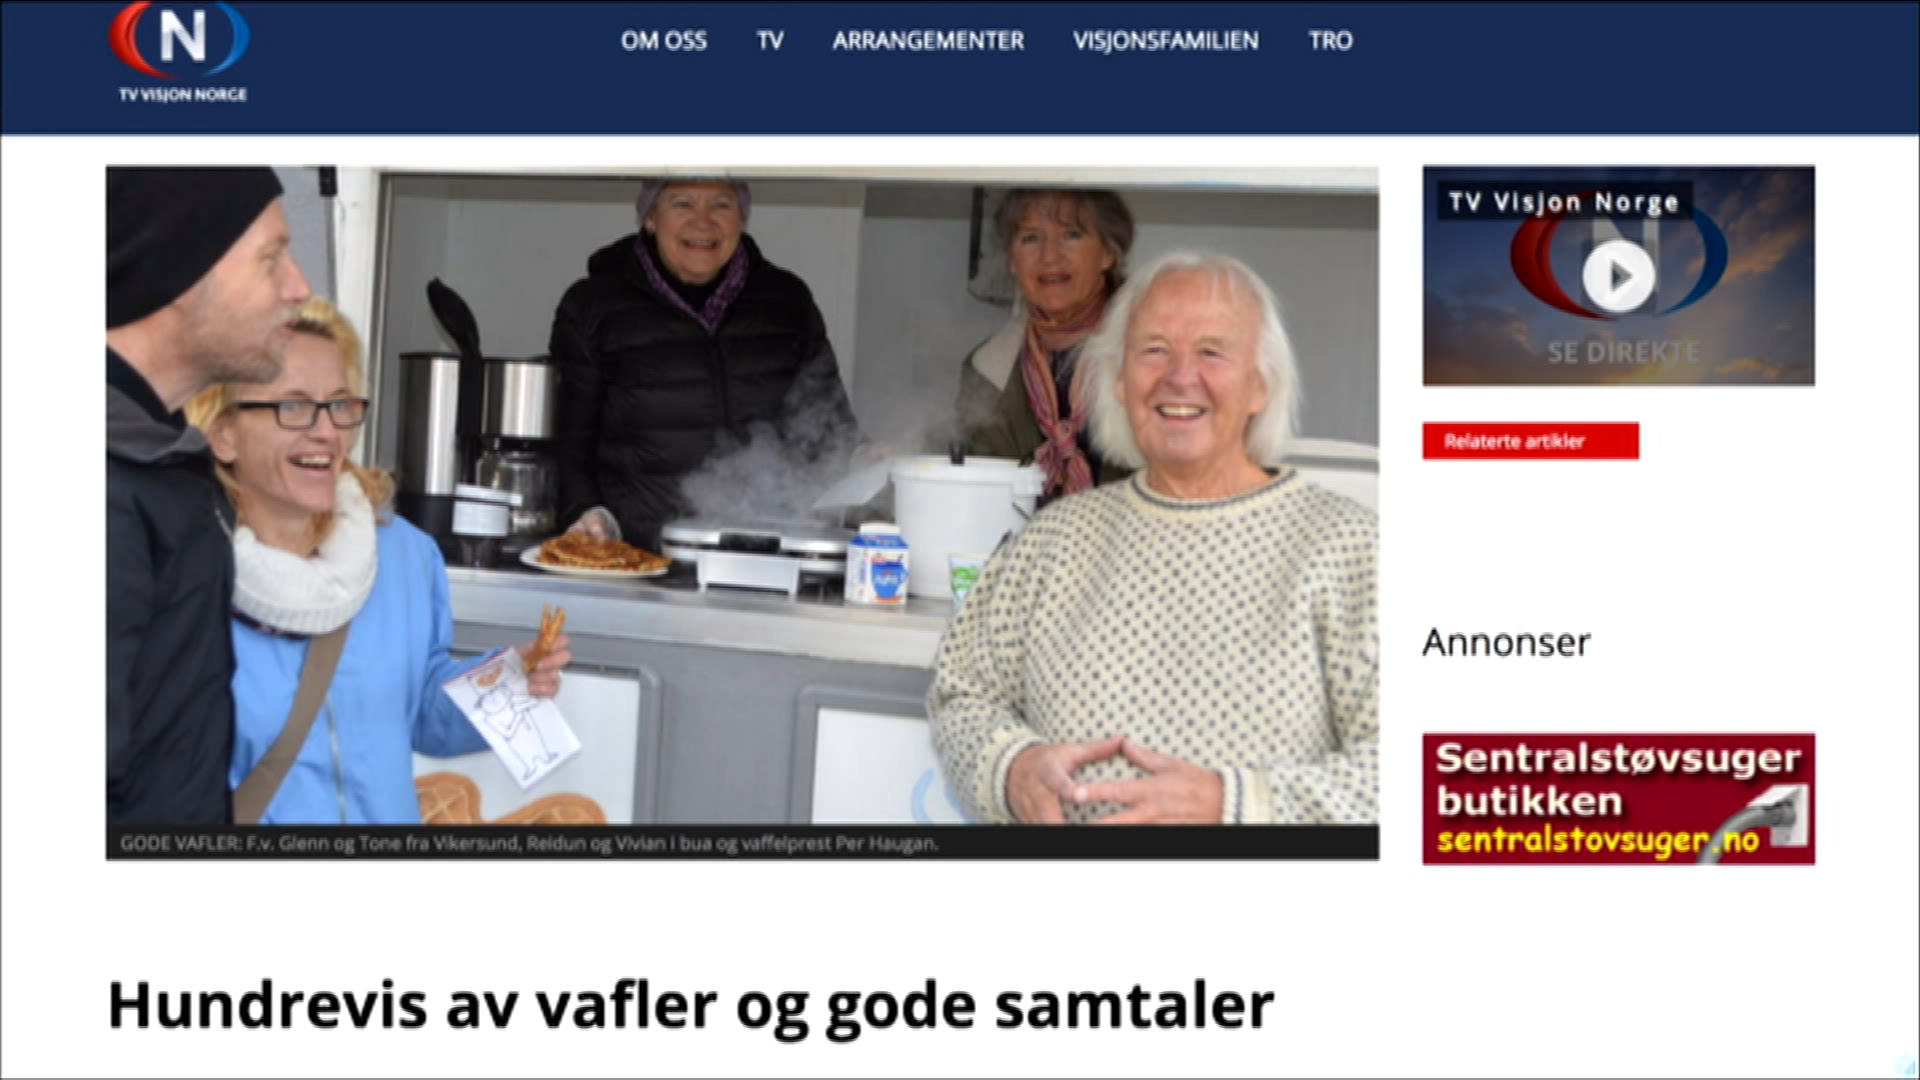 N
TV VISJON NORGE
OM OSS TV ARRANGEMENTER VISJONSFAMILIEN TRO
TV Visjon Norge
SE DIREKTE
Relaterte artikler
Annonser
Sentralstøvsuger
butikken
sentralstovsuger.no
GODE VAFLER: F.v. Glenn og Tone fra Vikersund, Reidun og Vivian i bua og vaffelprest Per Haugan.
Hundrevis av vafler og gode samtaler